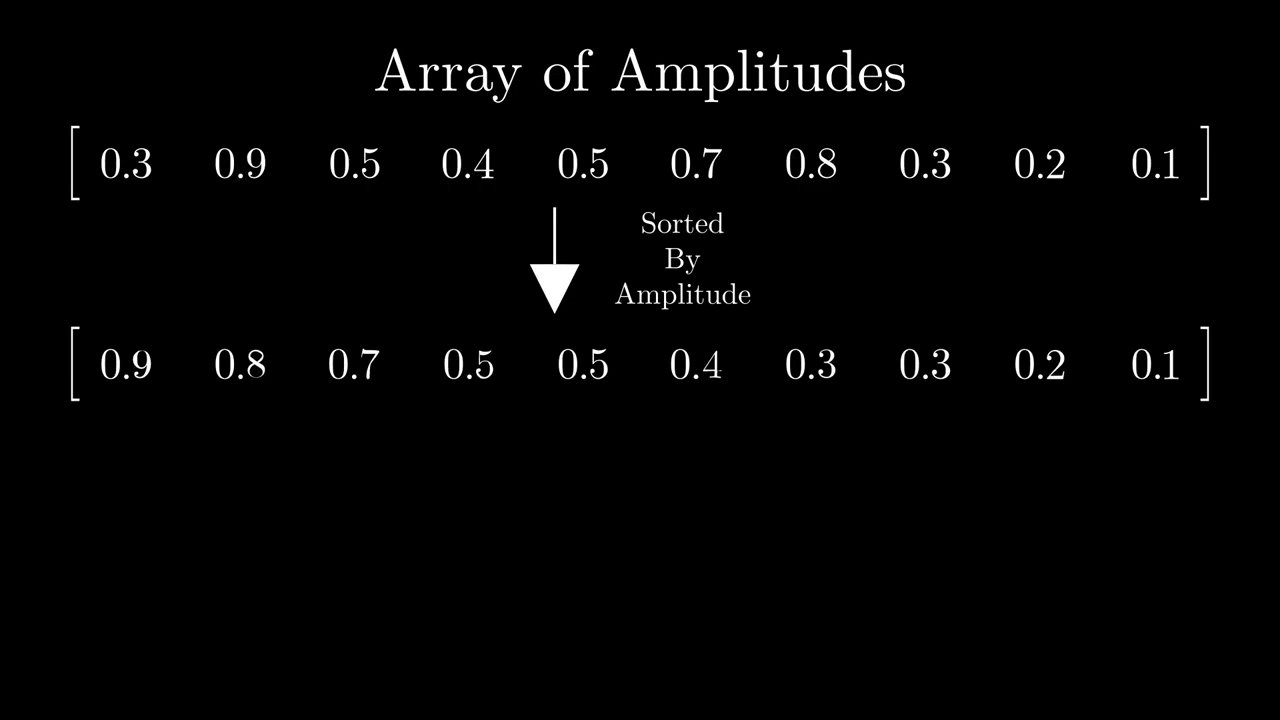 Array of Amplitudes
[ 0.3 0.9 0.5 0.4 0.5 0.7 0.8 0.3 0.2 0.1 ]
Sorted
By
Amplitude
[ 0.9 0.8 0.7 0.5 0.5 0.4 0.3 0.3 0.2 0.1 ]